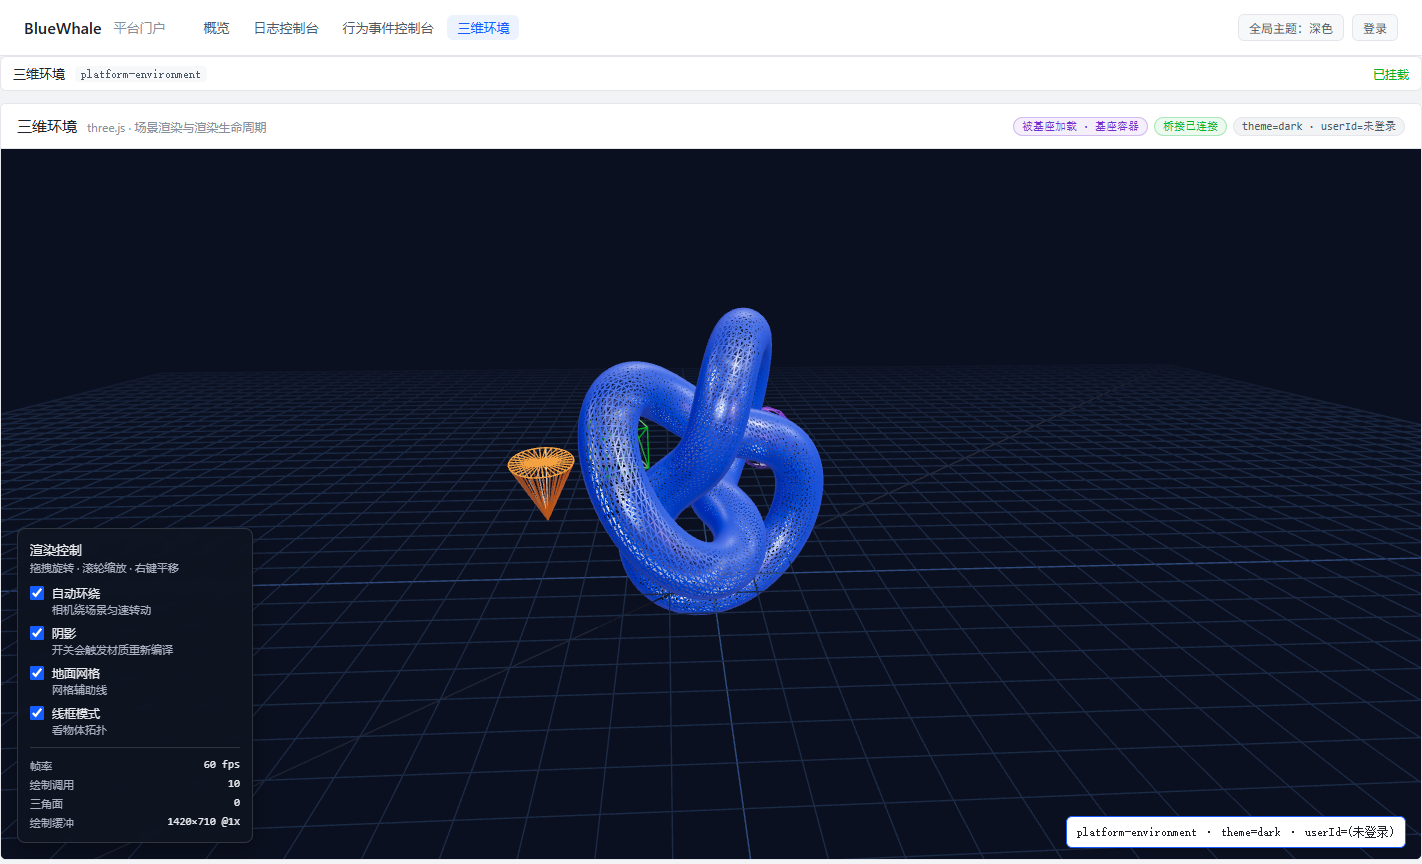 BlueWhale 平台门户 概览 日志控制台 行为事件控制台 三维环境 全局主题：深色 登录
三维环境 platform-environment 已挂载
三维环境 three.js · 场景渲染与渲染生命周期 被基座加载 · 基座容器 桥接已连接 theme=dark · userId=未登录
渲染控制
拖拽旋转 · 滚轮缩放 · 右键平移
自动环绕
相机绕场景匀速转动
阴影
开关会触发材质重新编译
地面网格
网格辅助线
线框模式
看物体拓扑
帧率 60 fps
绘制调用 10
三角面 0
绘制缓冲 1420×710 @1x
platform-environment · theme=dark · userId=(未登录)